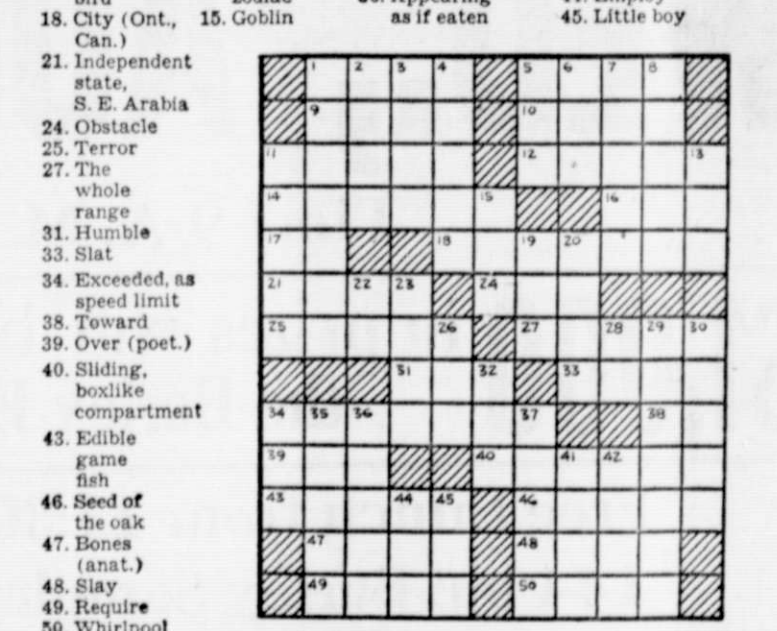 18. City (Ont.,
Can.)
21. Independent
state,
S. E. Arabia
24. Obstacle
25. Terror
27. The
whole
range
31. Humble
33. Slat
34. Exceeded, as
speed limit
38. Toward
39. Over (poet.)
40. Sliding,
boxlike
compartment
43. Edible
game
fish
46. Seed of
the oak
47. Bones
(anat.)
48. Slay
49. Require
50. Whirlpool
15. Goblin
as if eaten
45. Little boy
1 2 3 4 5 6 7 8
9 10
11 12 13
14 15 16
17 18 19 20
21 22 23 24
25 26 27 28 29 30
31 32 33
34 35 36 37 38
39 40 41 42
43 44 45 46
47 48
49 50